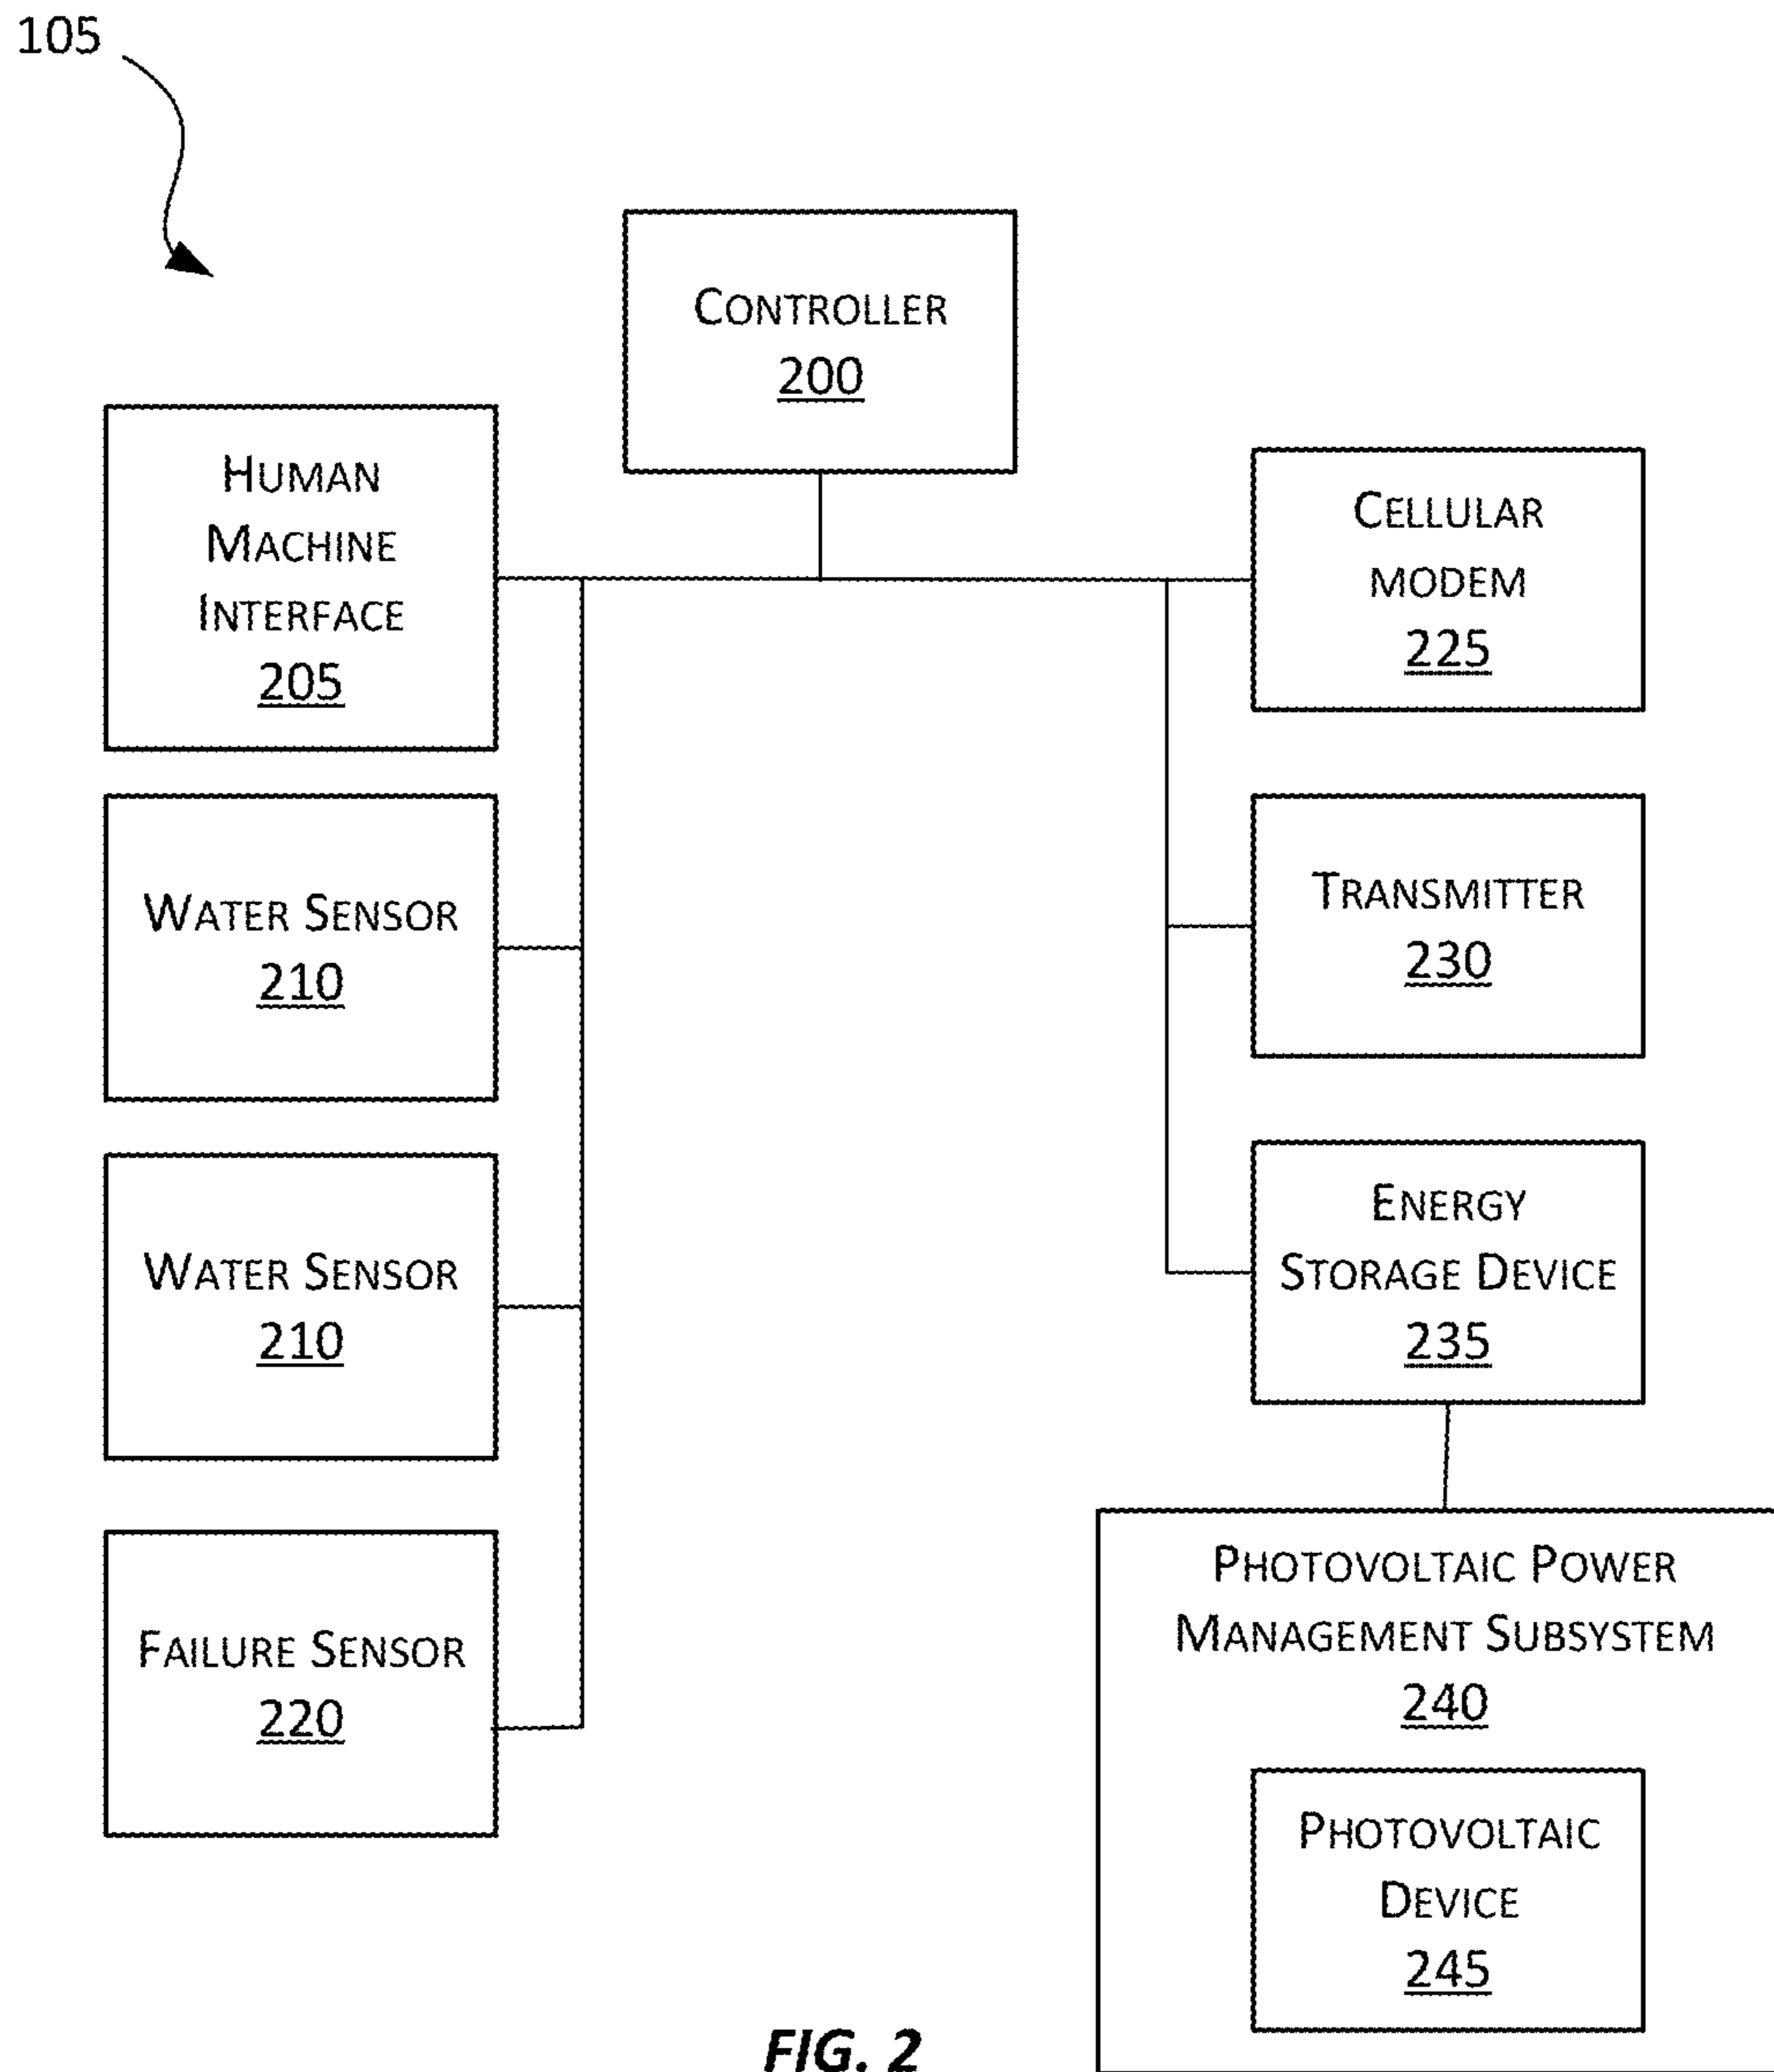 105
CONTROLLER
200
HUMAN
MACHINE
INTERFACE
205
WATER SENSOR
210
WATER SENSOR
210
FAILURE SENSOR
220
CELLULAR
MODEM
225
TRANSMITTER
230
ENERGY
STORAGE DEVICE
235
PHOTOVOLTAIC POWER
MANAGEMENT SUBSYSTEM
240
PHOTOVOLTAIC
DEVICE
245
FIG. 2